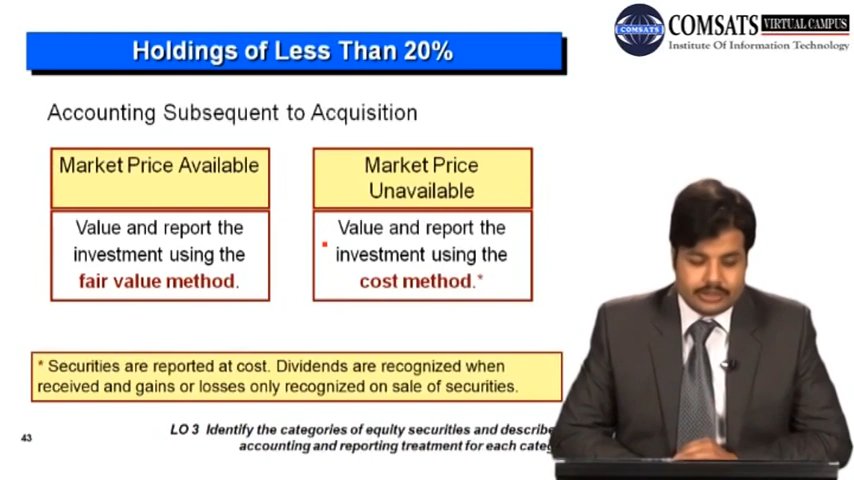 Holdings of Less Than 20%
COMSATS
COMSATS VIRTUAL CAMPUS
Institute Of Information Technology
Accounting Subsequent to Acquisition
Market Price Available
Value and report the
investment using the
fair value method.
Market Price
Unavailable
Value and report the
investment using the
cost method.*
* Securities are reported at cost. Dividends are recognized when
received and gains or losses only recognized on sale of securities.
43
LO 3 Identify the categories of equity securities and describe
accounting and reporting treatment for each